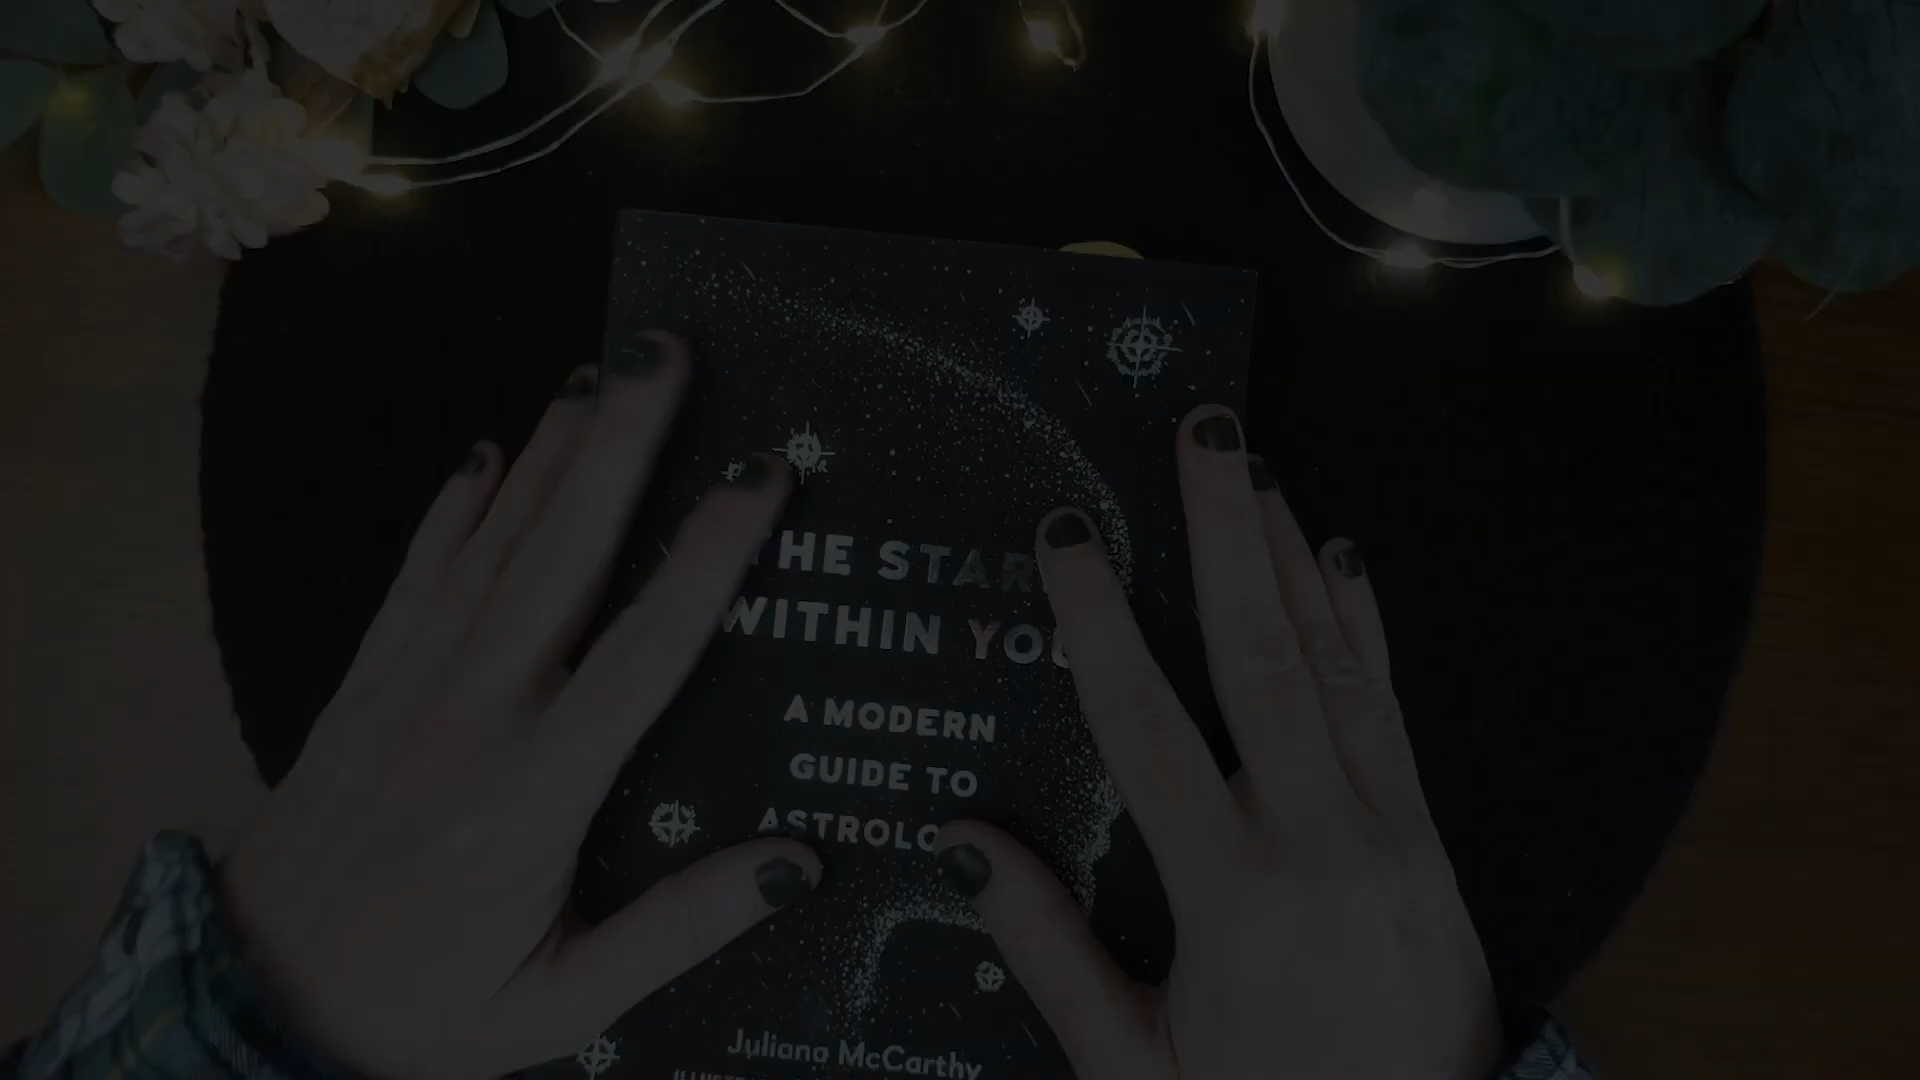 THE STAR
WITHIN YOU
A MODERN
GUIDE TO
ASTROLO
Juliana McCarthy